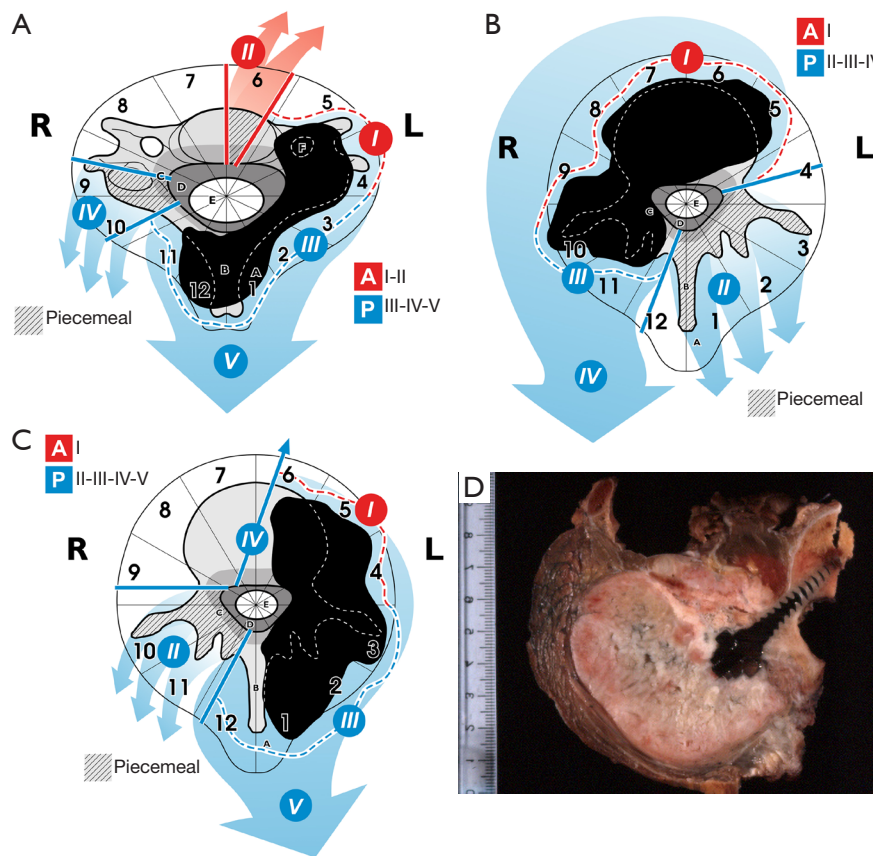 A
II
7
6
8
5
R
L
I
F
C
D
4
9
E
IV
10
3
III
11
2
B
A
12
1
A I-II
P III-IV-V
Piecemeal
V
B
A I
P II-III-IV
I
7
6
8
5
R
L
9
4
E
C
D
10
3
III
11
II
2
B
12
1
A
IV
Piecemeal
C
A I
P II-III-IV-V
7
6
I
8
5
R
L
IV
9
4
E
C
D
10
II
3
11
2
B
12
1
III
A
Piecemeal
V
D